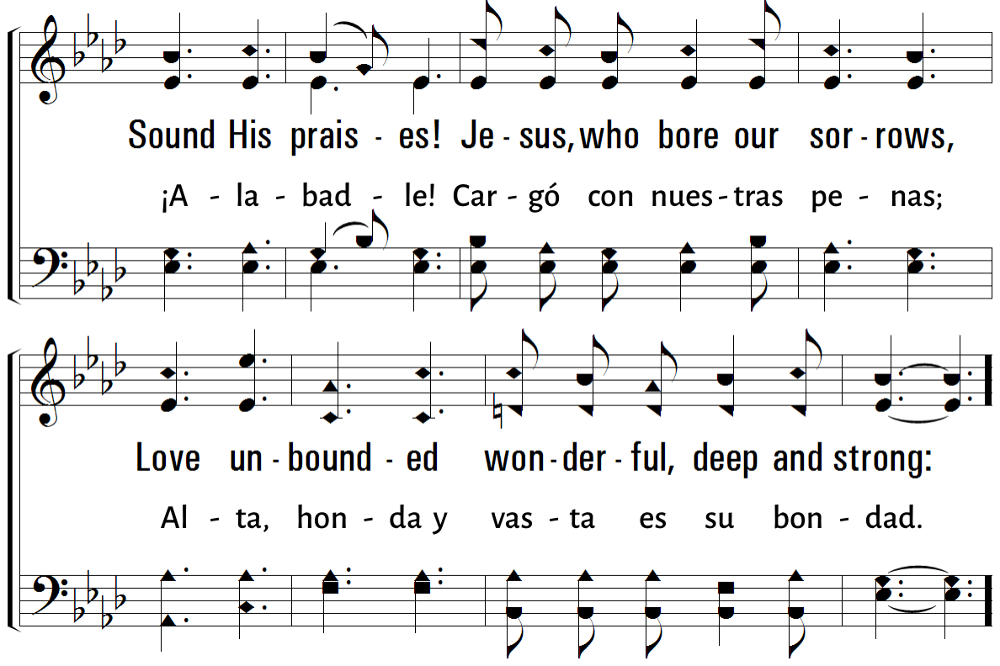 Sound His prais - es! Je - sus, who bore our sor - rows,
¡A - la - bad - le! Car - gó con nues - tras pe - nas;
Love un - bound - ed won - der - ful, deep and strong:
Al - ta, hon - da y vas - ta es su bon - dad.